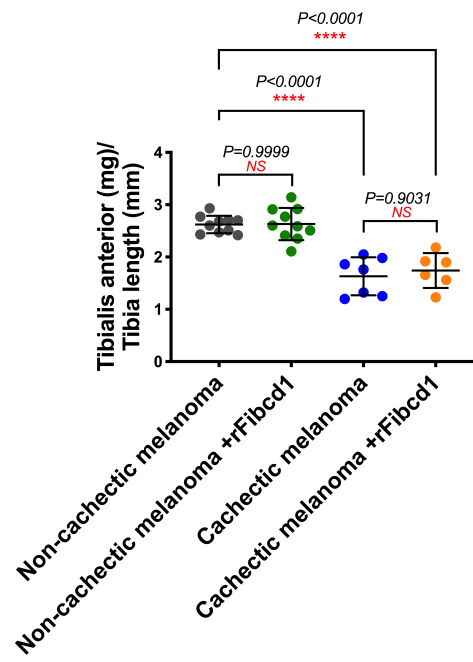 P<0.0001
****
P<0.0001
****
P=0.9999
NS
P=0.9031
NS
Tibialis anterior (mg)/
Tibia length (mm)
4
3
2
1
0
Non-cachectic melanoma
Non-cachectic melanoma +rFibcd1
Cachectic melanoma
Cachectic melanoma +rFibcd1